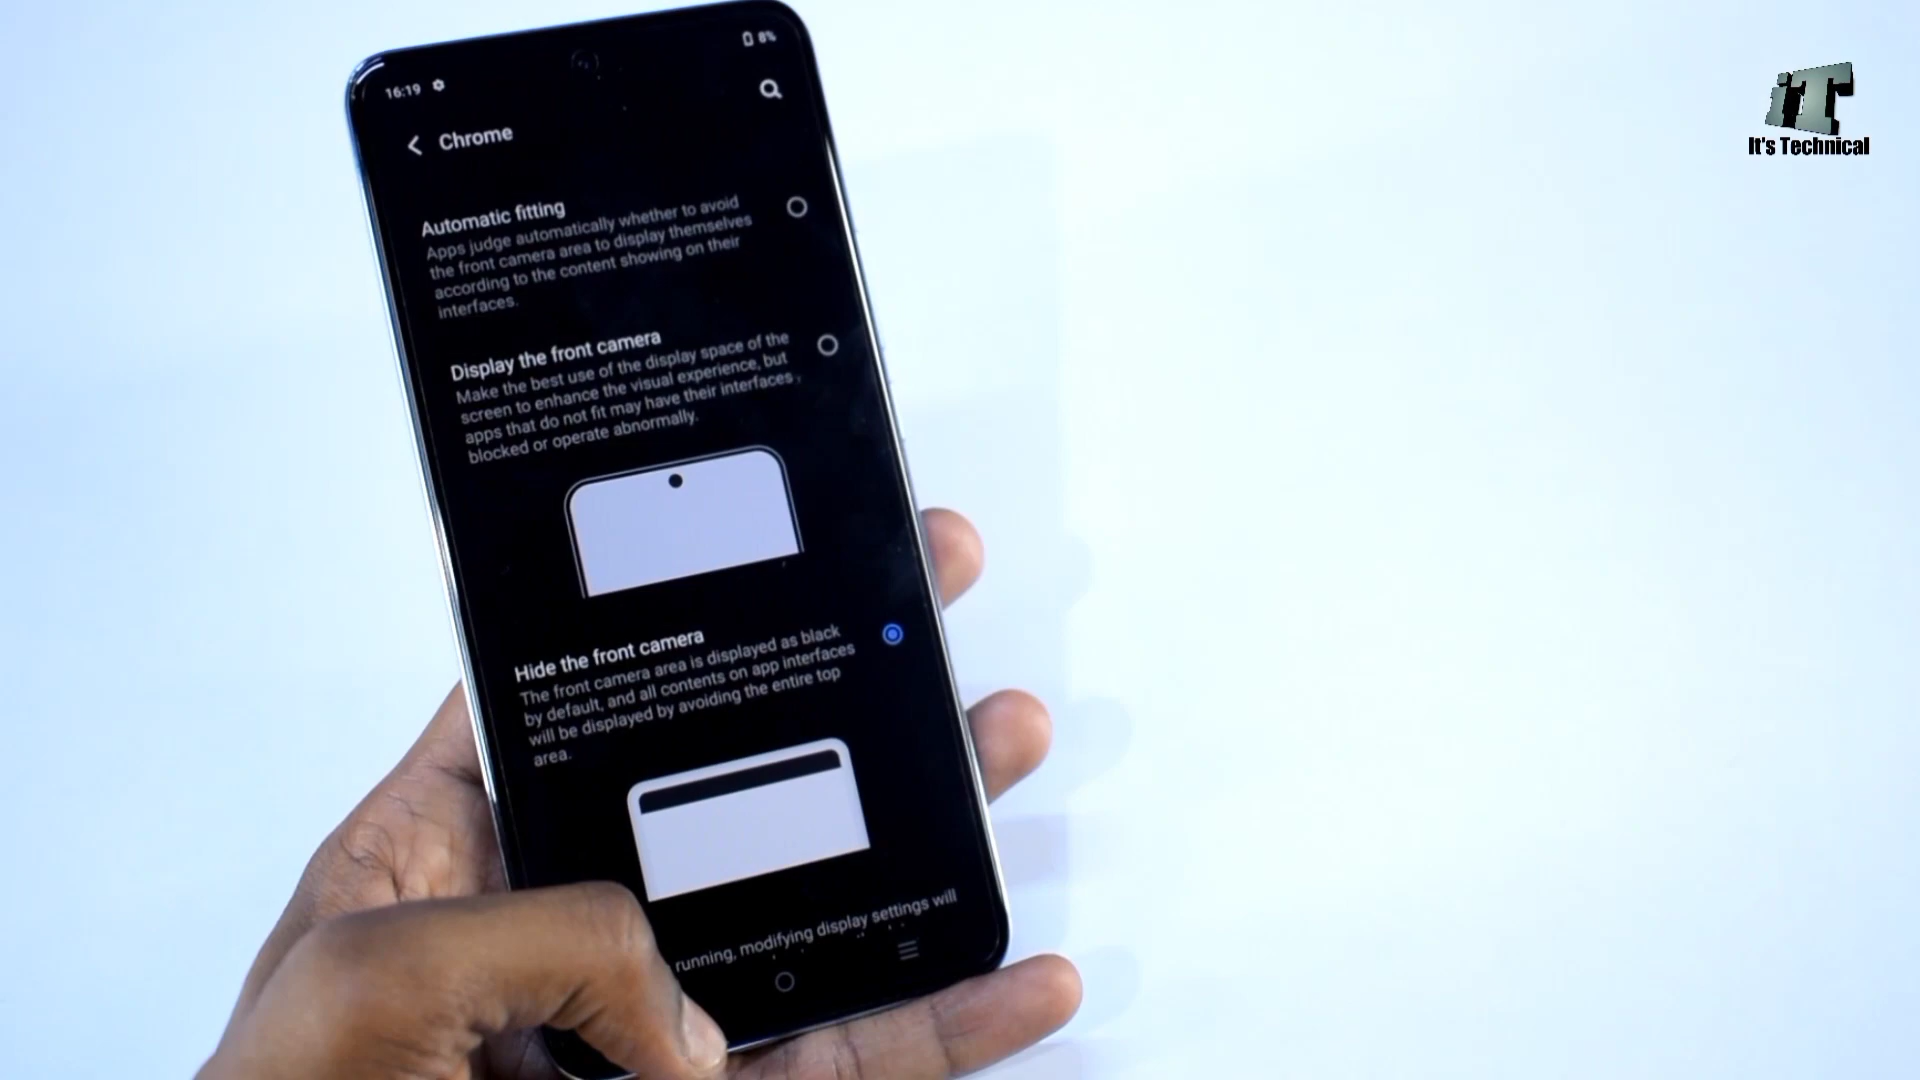 8%
16:19
Chrome
Automatic fitting
Apps judge automatically whether to avoid
the front camera area to display themselves
according to the content showing on their
interfaces.
Display the front camera
Make the best use of the display space of the
screen to enhance the visual experience, but
apps that do not fit may have their interfaces
blocked or operate abnormally.
Hide the front camera
The front camera area is displayed as black
by default, and all contents on app interfaces
will be displayed by avoiding the entire top
area.
running, modifying display settings will
iT
It's Technical